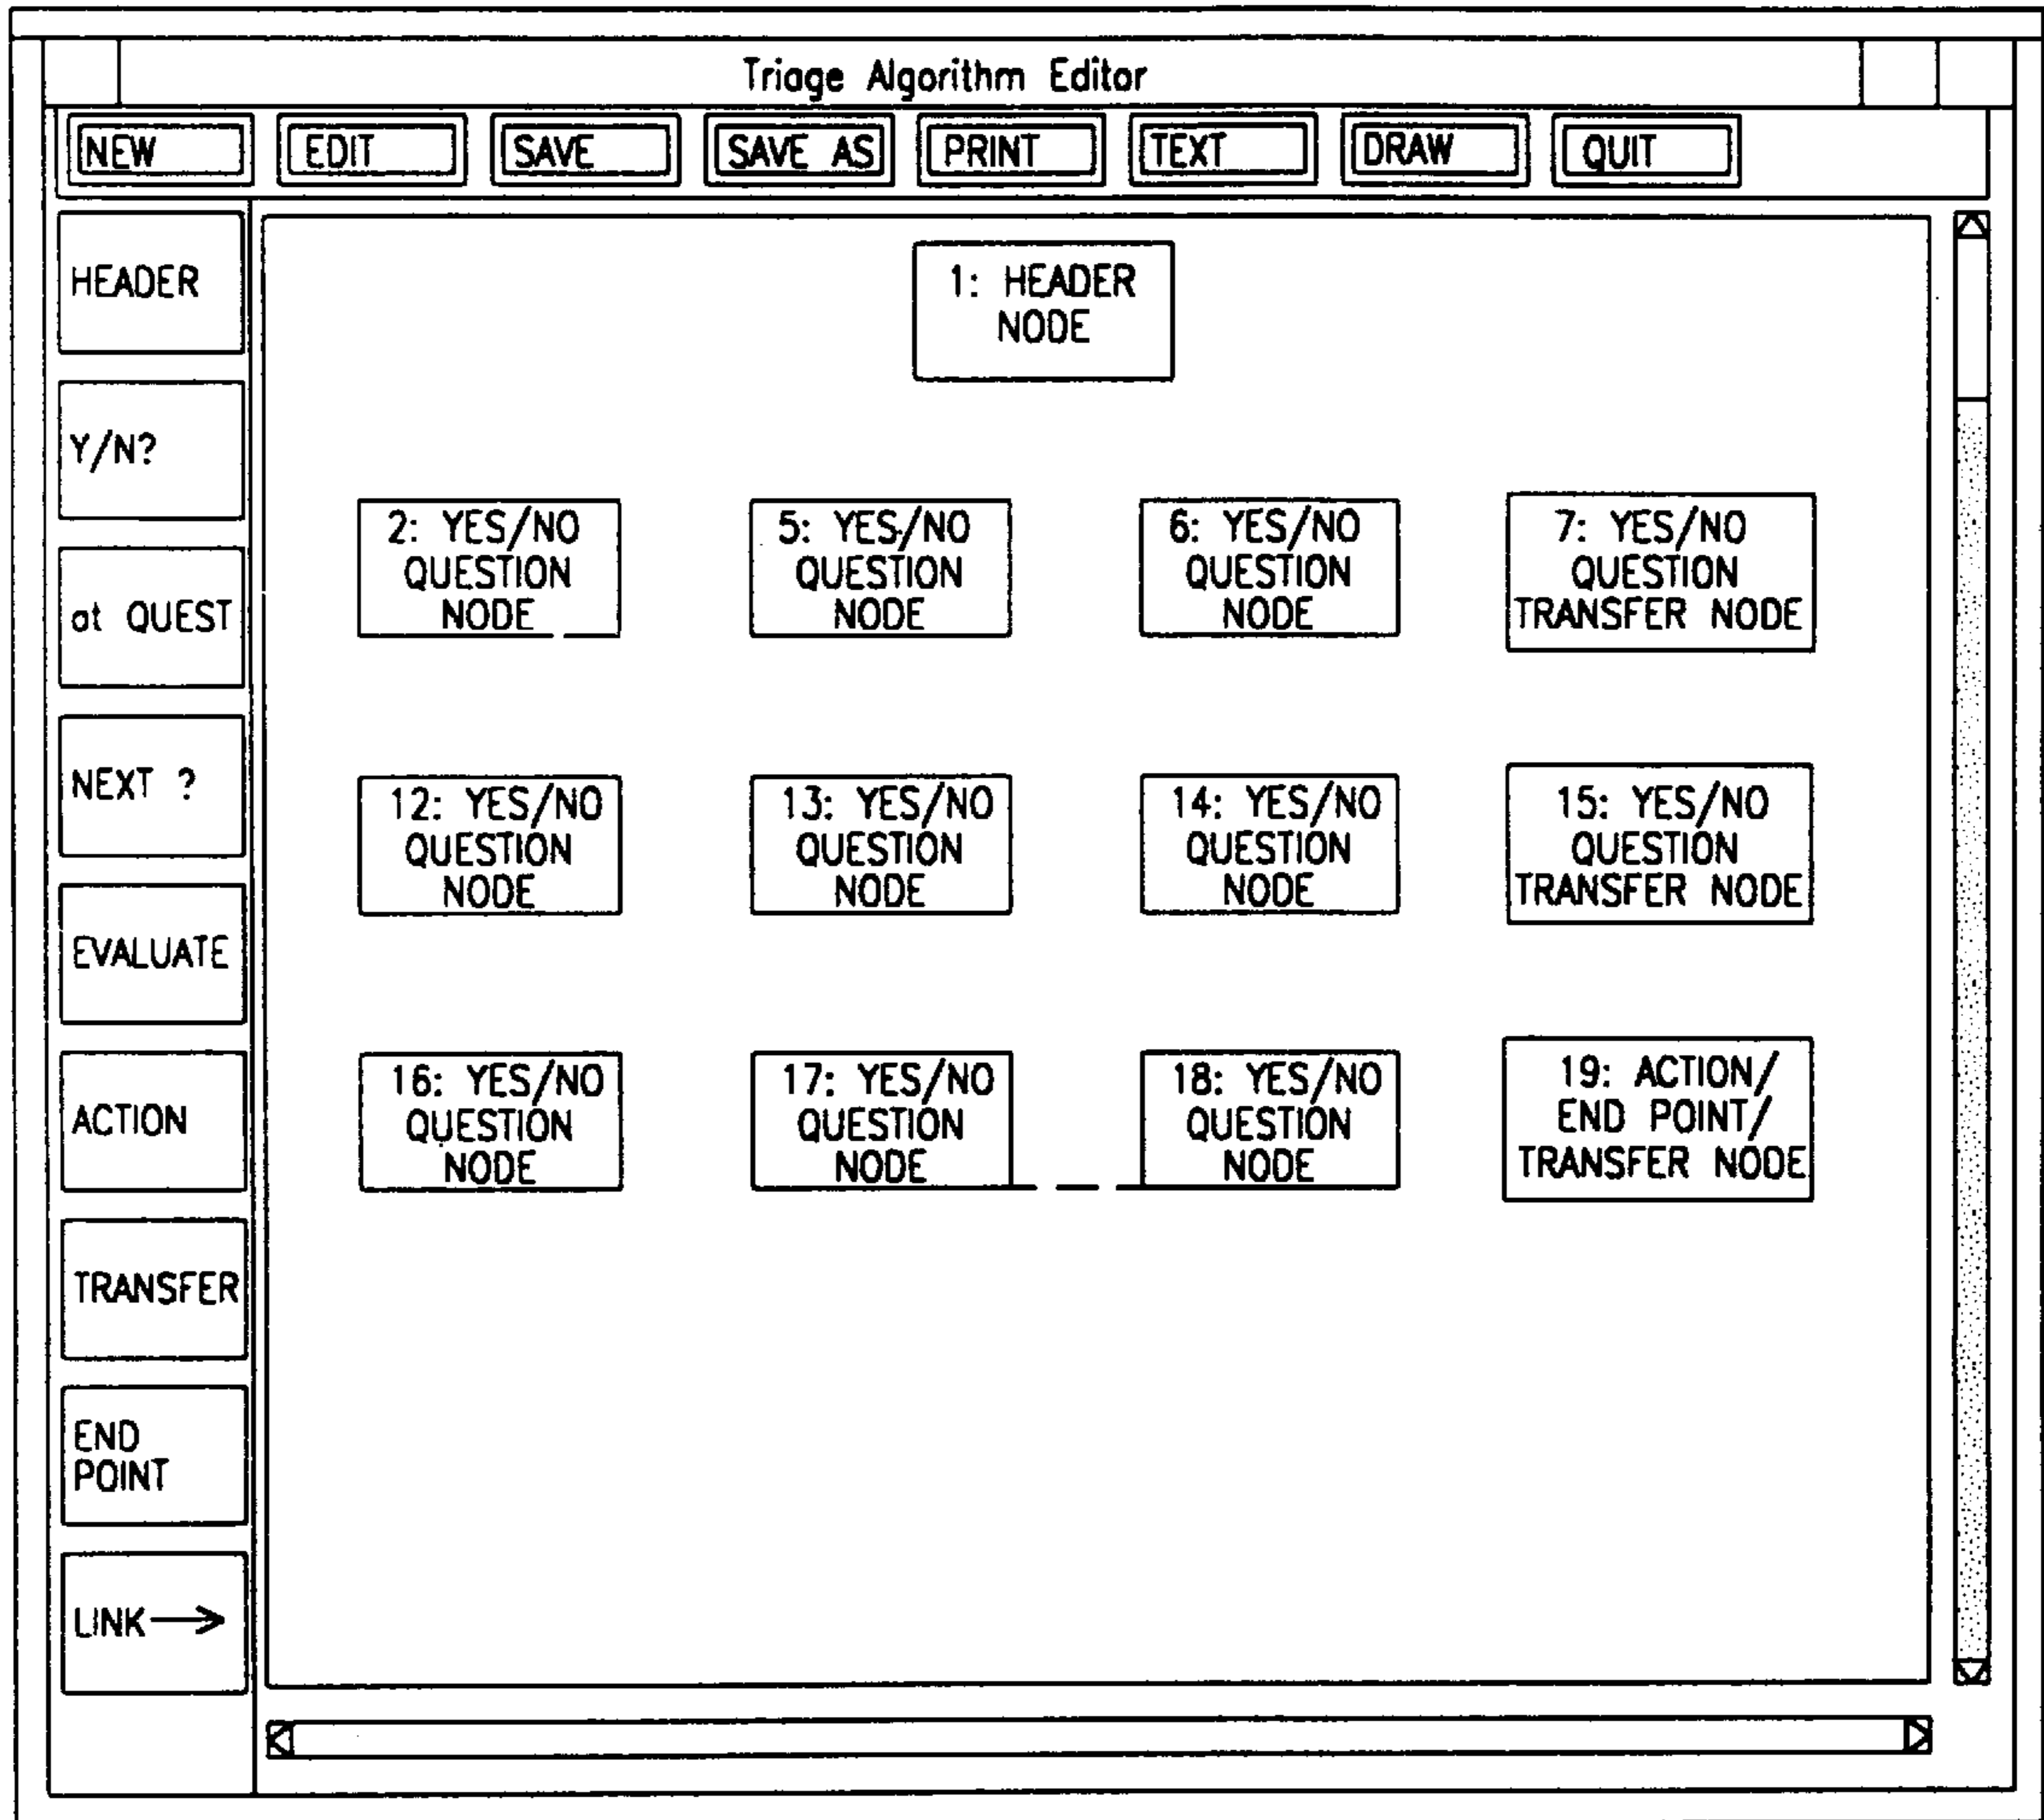 Triage Algorithm Editor
NEW EDIT SAVE SAVE AS PRINT TEXT DRAW QUIT
HEADER
Y/N?
at QUEST
NEXT ?
EVALUATE
ACTION
TRANSFER
END
POINT
LINK→
1: HEADER
NODE
2: YES/NO
QUESTION
NODE
5: YES/NO
QUESTION
NODE
6: YES/NO
QUESTION
NODE
7: YES/NO
QUESTION
TRANSFER NODE
12: YES/NO
QUESTION
NODE
13: YES/NO
QUESTION
NODE
14: YES/NO
QUESTION
NODE
15: YES/NO
QUESTION
TRANSFER NODE
16: YES/NO
QUESTION
NODE
17: YES/NO
QUESTION
NODE
18: YES/NO
QUESTION
NODE
19: ACTION/
END POINT/
TRANSFER NODE